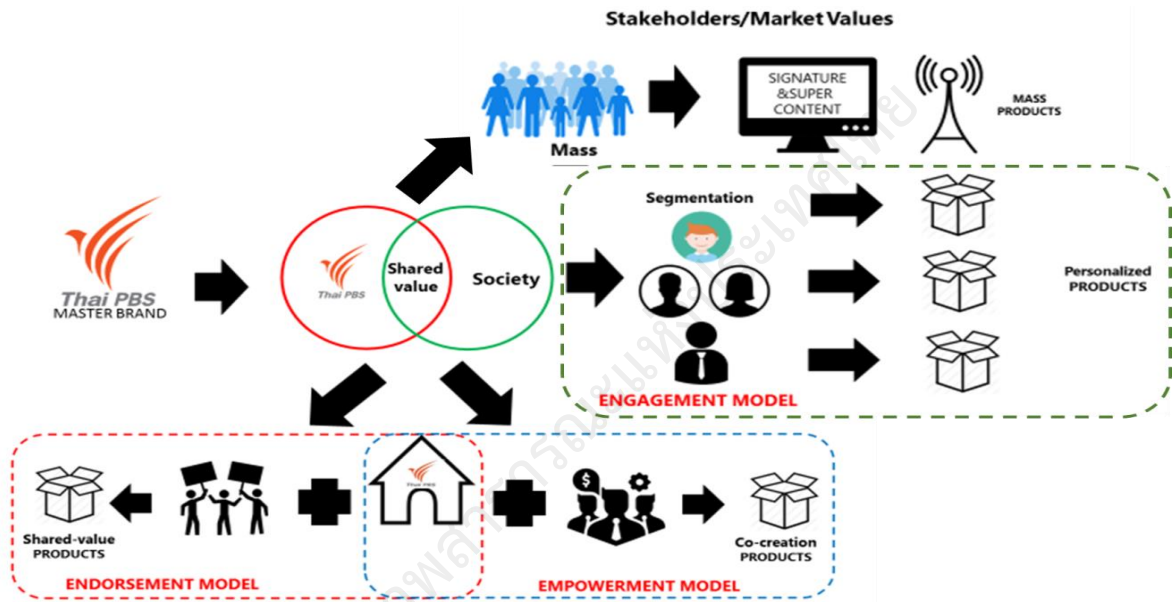 Stakeholders/Market Values
SIGNATURE
&SUPER
CONTENT
MASS
PRODUCTS
Mass
Segmentation
Thai PBS
MASTER BRAND
Thai PBS
Shared
value
Society
Personalized
PRODUCTS
ENGAGEMENT MODEL
Thai PBS
$
Shared-value
PRODUCTS
Co-creation
PRODUCTS
ENDORSEMENT MODEL
EMPOWERMENT MODEL